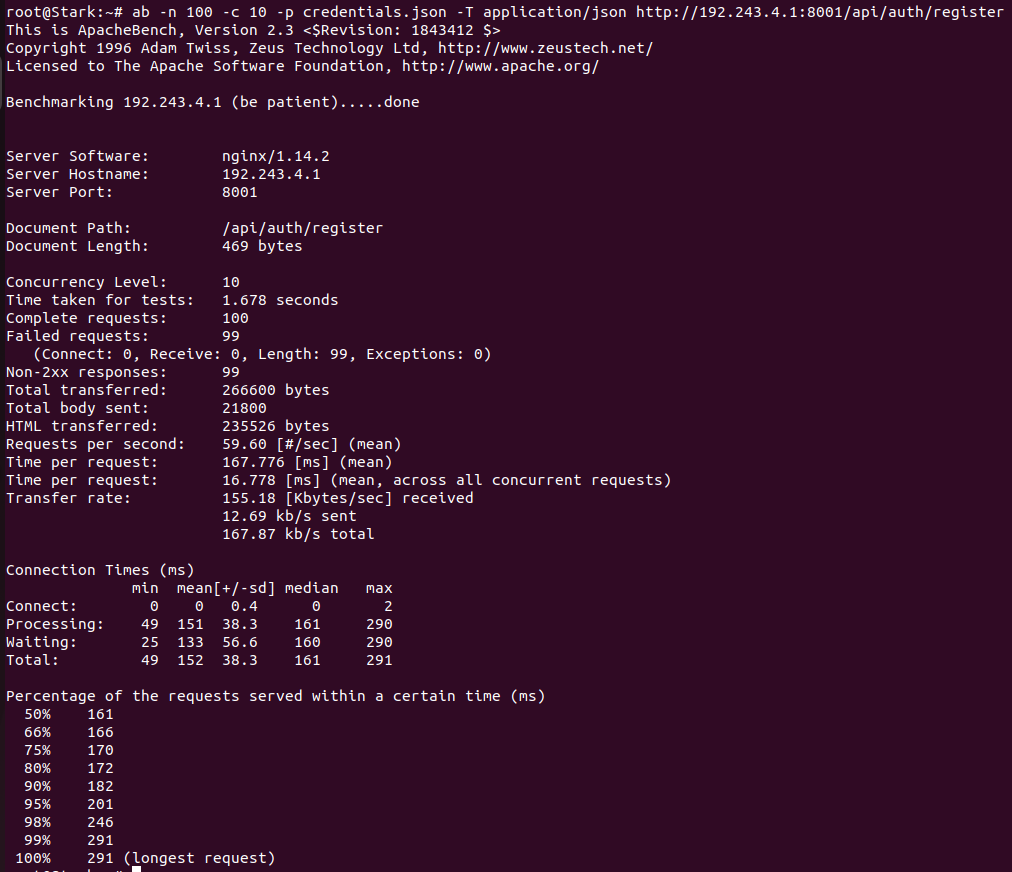 root@Stark:~# ab -n 100 -c 10 -p credentials.json -T application/json http://192.243.4.1:8001/api/auth/register
This is ApacheBench, Version 2.3 <$Revision: 1843412 $>
Copyright 1996 Adam Twiss, Zeus Technology Ltd, http://www.zeustech.net/
Licensed to The Apache Software Foundation, http://www.apache.org/

Benchmarking 192.243.4.1 (be patient).....done


Server Software:        nginx/1.14.2
Server Hostname:        192.243.4.1
Server Port:            8001

Document Path:          /api/auth/register
Document Length:        469 bytes

Concurrency Level:      10
Time taken for tests:   1.678 seconds
Complete requests:      100
Failed requests:        99
   (Connect: 0, Receive: 0, Length: 99, Exceptions: 0)
Non-2xx responses:      99
Total transferred:      266600 bytes
Total body sent:        21800
HTML transferred:       235526 bytes
Requests per second:    59.60 [#/sec] (mean)
Time per request:       167.776 [ms] (mean)
Time per request:       16.778 [ms] (mean, across all concurrent requests)
Transfer rate:          155.18 [Kbytes/sec] received
                        12.69 kb/s sent
                        167.87 kb/s total

Connection Times (ms)
              min  mean[+/-sd] median   max
Connect:        0    0   0.4      0       2
Processing:    49  151  38.3    161     290
Waiting:       25  133  56.6    160     290
Total:         49  152  38.3    161     291

Percentage of the requests served within a certain time (ms)
  50%    161
  66%    166
  75%    170
  80%    172
  90%    182
  95%    201
  98%    246
  99%    291
 100%    291 (longest request)